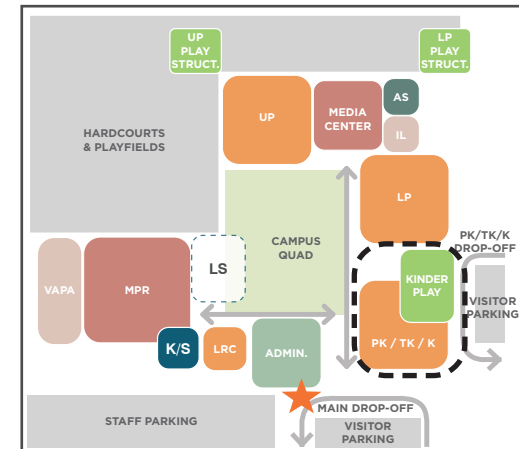 UP
PLAY
STRUCT.
LP
PLAY
STRUCT.
UP
MEDIA
CENTER
AS
IL
HARDCOURTS
& PLAYFIELDS
LP
CAMPUS
QUAD
PK/TK/K
DROP-OFF
LS
KINDER
PLAY
VISITOR
PARKING
VAPA
MPR
K/S
LRC
ADMIN.
PK / TK / K
MAIN DROP-OFF
STAFF PARKING
VISITOR
PARKING